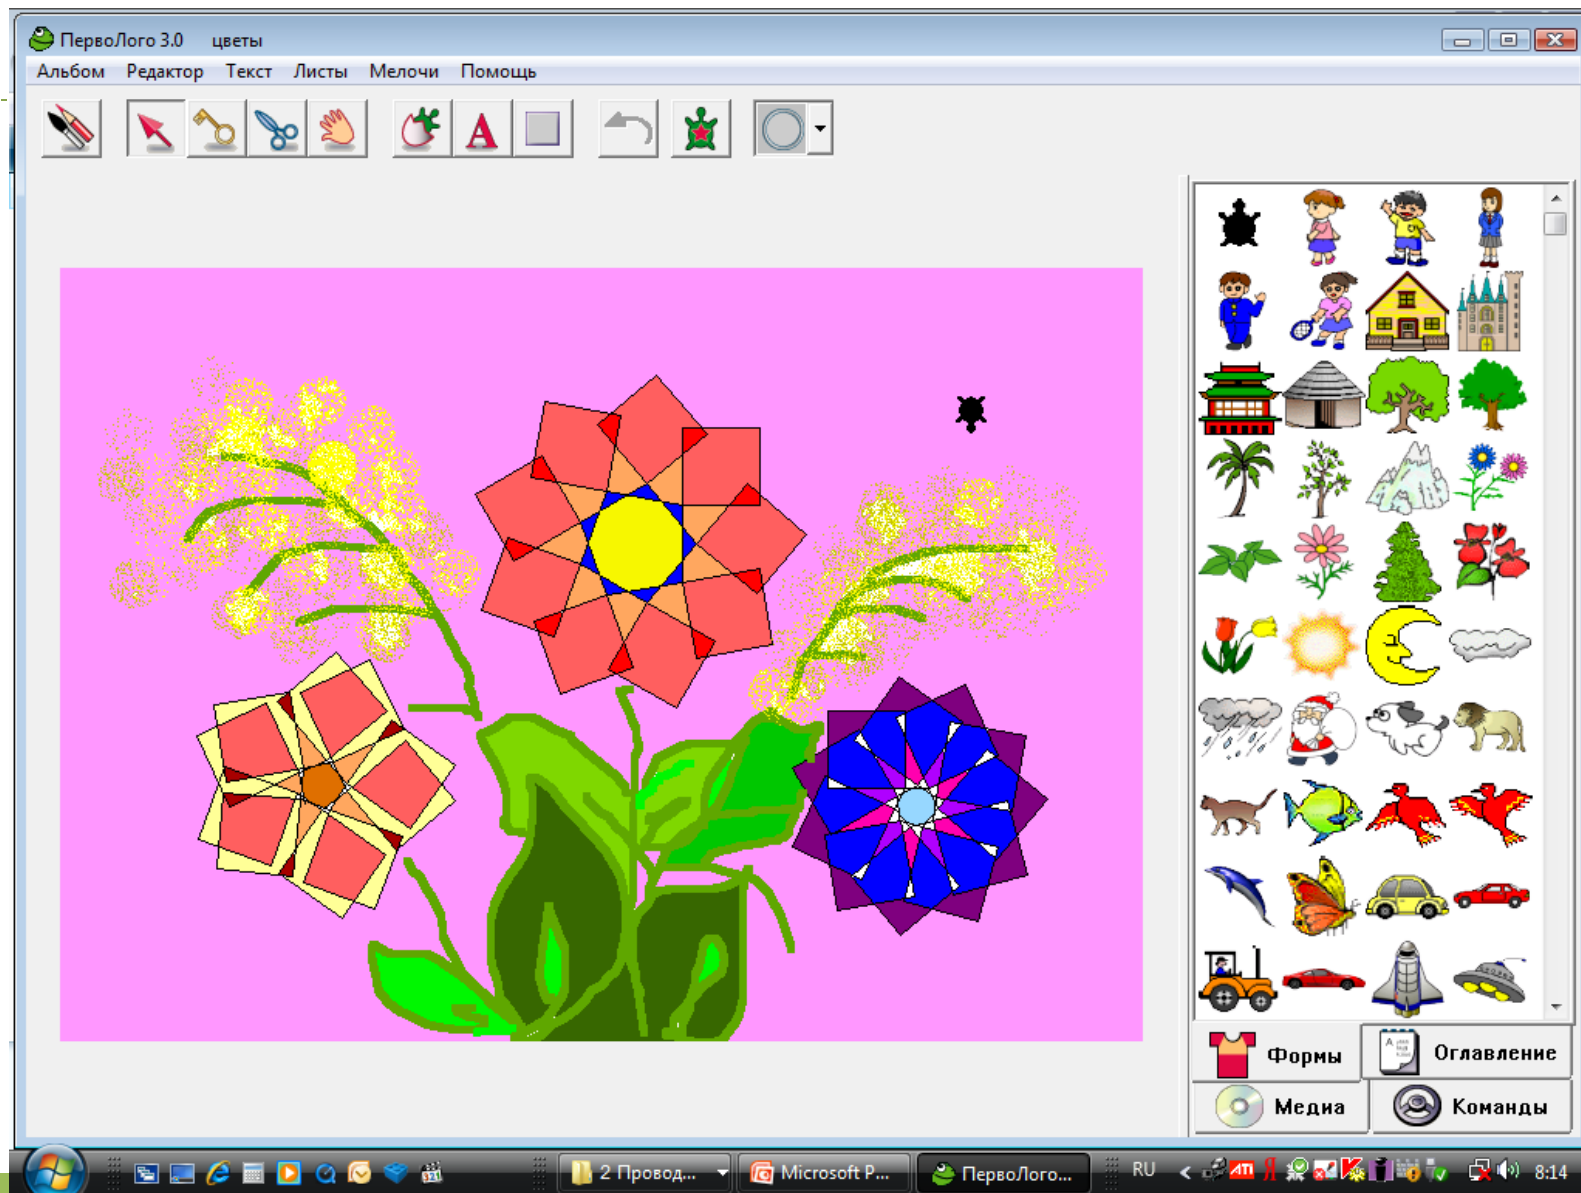 ПервоЛого 3.0 цветы
Альбом Редактор Текст Листы Мелочи Помощь
A
Формы
Оглавление
Медиа
Команды
2 Провод...
Microsoft P...
ПервоЛого...
RU
ATI
Я
8:14